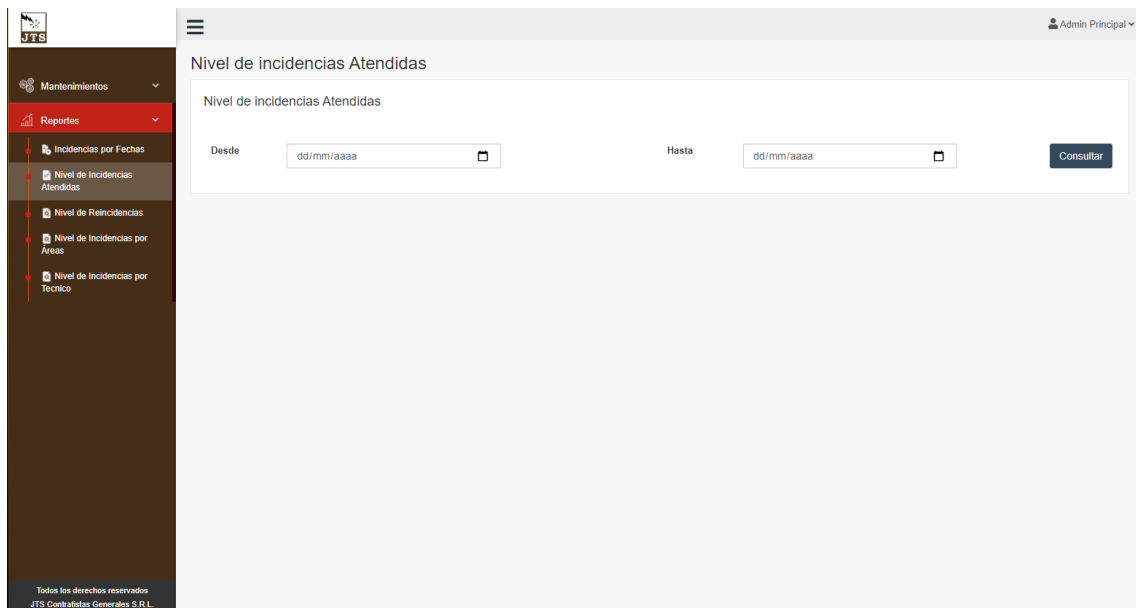 JTS
Admin Principal
Nivel de incidencias Atendidas
Mantenimientos
Nivel de incidencias Atendidas
Reportes
Incidencias por Fechas
Desde
dd/mm/aaaa
Hasta
dd/mm/aaaa
Consultar
Nivel de Incidencias
Atendidas
Nivel de Reincidencias
Nivel de Incidencias por
Áreas
Nivel de Incidencias por
Tecnico
Todos los derechos reservados
JTS Contratistas Generales S.R.L.